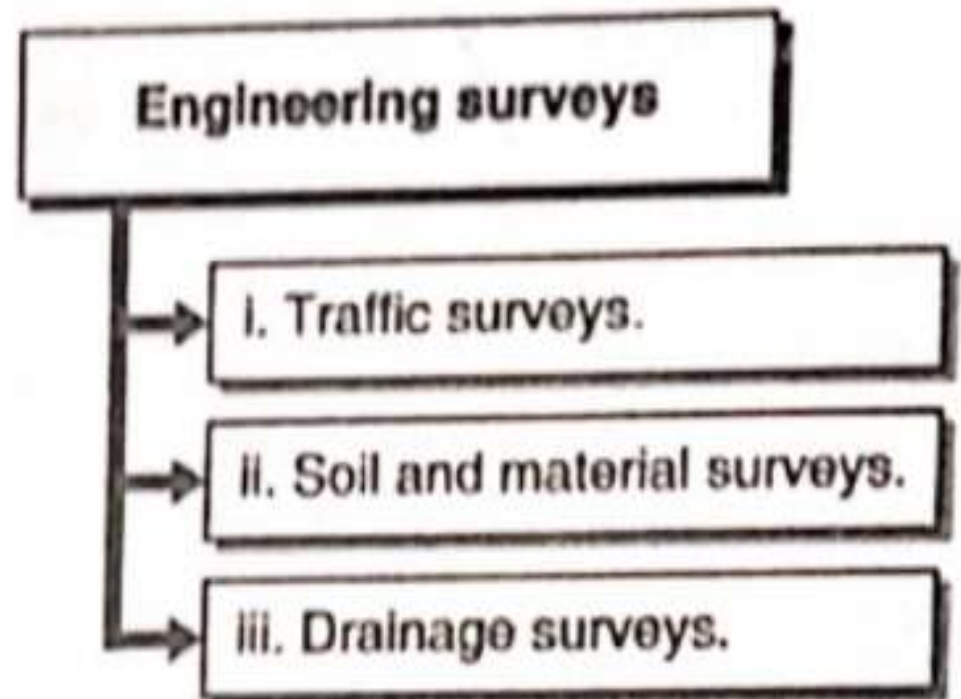 Engineering surveys
i. Traffic surveys.
ii. Soil and material surveys.
iii. Drainage surveys.